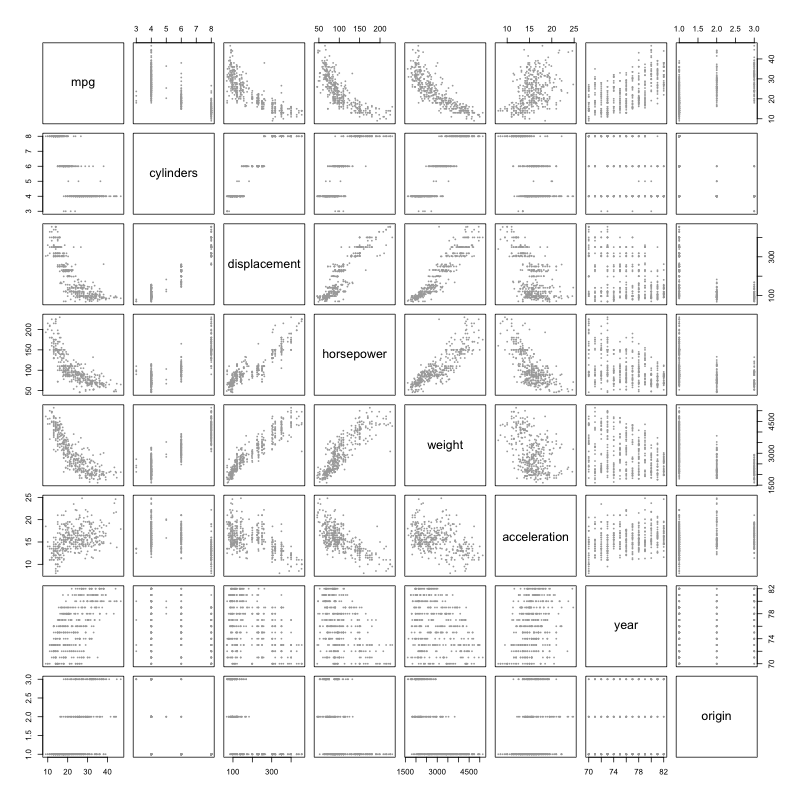 3 4 5 6 7 8
50 100 150 200
10 15 20 25
1.0 1.5 2.0 2.5 3.0
mpg
10 20 30 40
3 4 5 6 7 8
cylinders
displacement
100 300
50 100 150 200
horsepower
weight
1500 3000 4500
10 15 20 25
acceleration
year
70 74 78 82
1.0 1.5 2.0 2.5 3.0
origin
10 20 30 40
100 300
1500 3000 4500
70 74 78 82